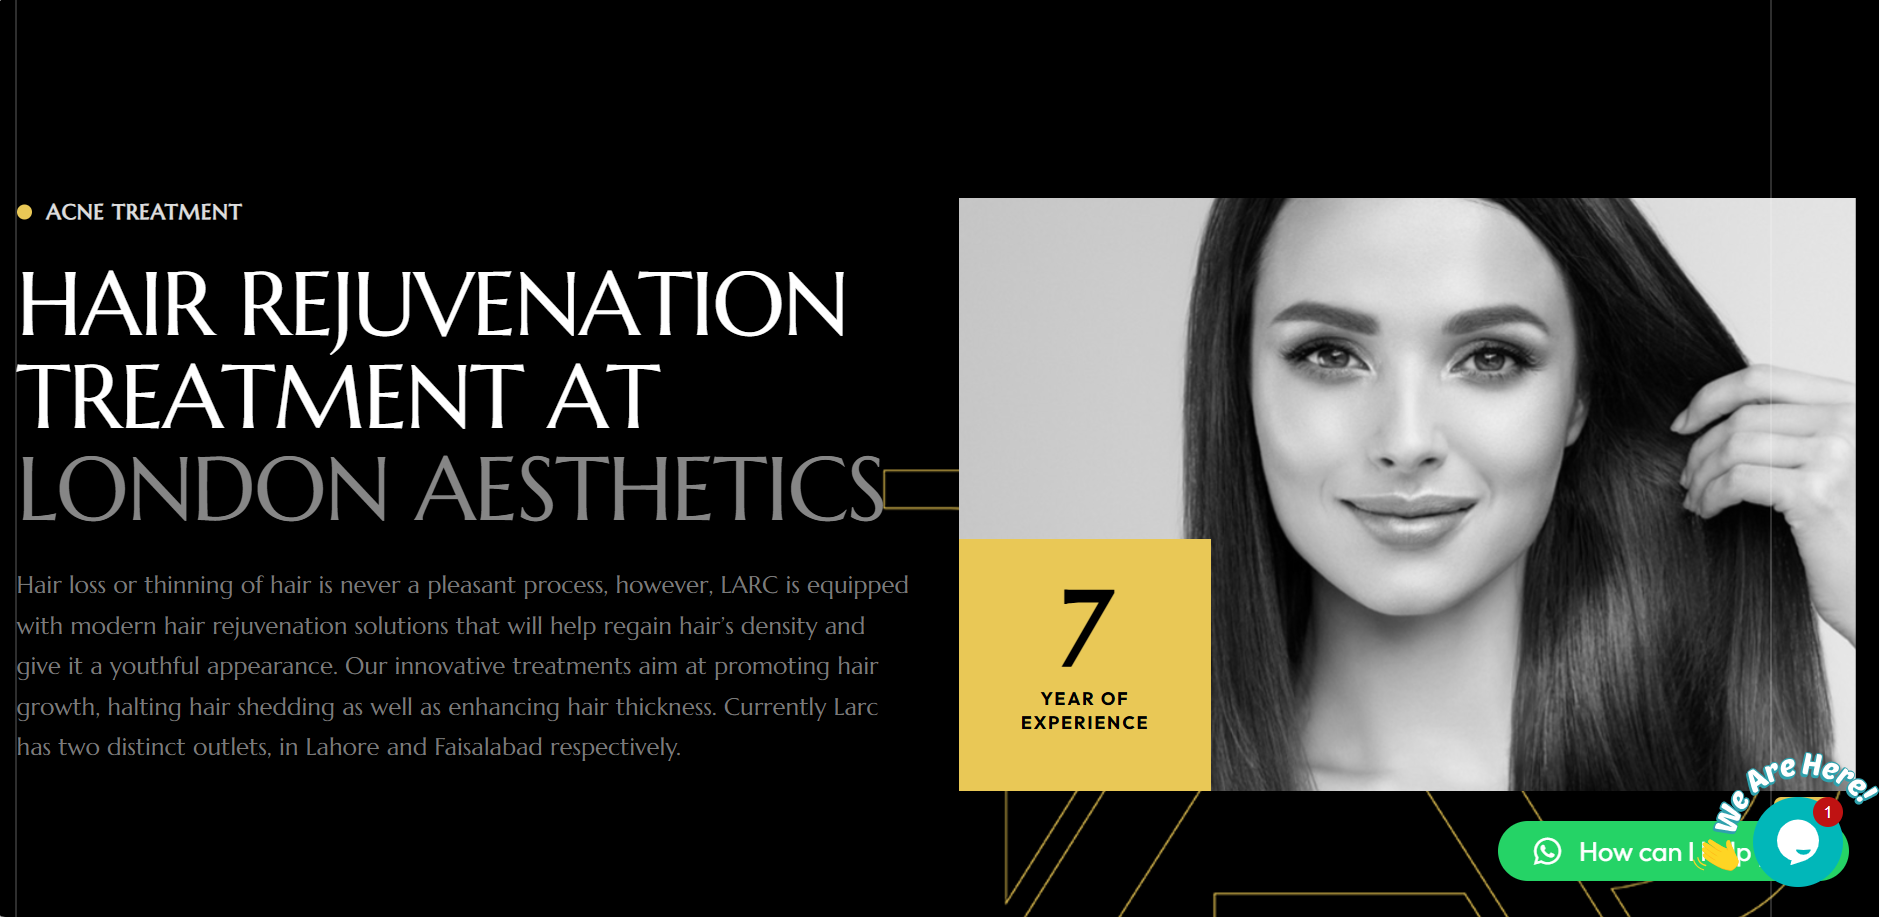 ACNE TREATMENT
HAIR REJUVENATION
TREATMENT AT
LONDON AESTHETICS
Hair loss or thinning of hair is never a pleasant process, however, LARC is equipped
with modern hair rejuvenation solutions that will help regain hair’s density and
give it a youthful appearance. Our innovative treatments aim at promoting hair
growth, halting hair shedding as well as enhancing hair thickness. Currently Larc
has two distinct outlets, in Lahore and Faisalabad respectively.
7
YEAR OF
EXPERIENCE
We Are Here!
1
How can I